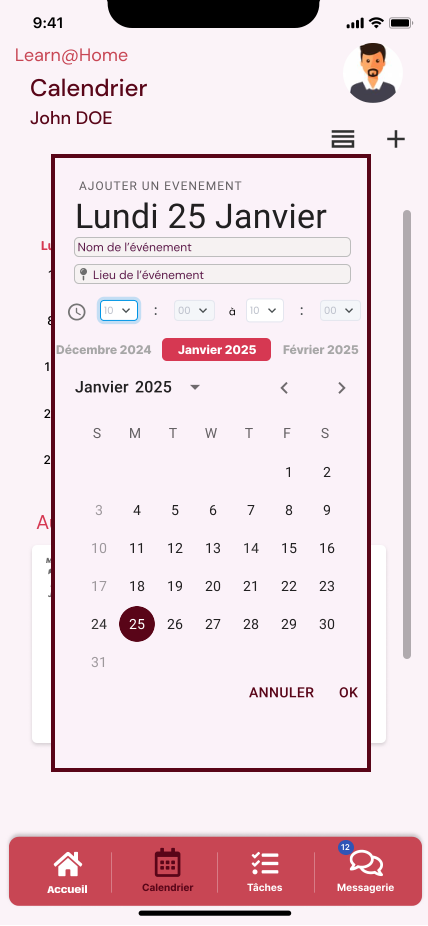 9:41
Learn@Home
Calendrier
John DOE
AJOUTER UN EVENEMENT
Lundi 25 Janvier
Nom de l’événement
Lieu de l’événement
10 : 00 à 10 : 00
Décembre 2024 Janvier 2025 Février 2025
Janvier 2025
S M T W T F S
1 2
3 4 5 6 7 8 9
10 11 12 13 14 15 16
17 18 19 20 21 22 23
24 25 26 27 28 29 30
31
ANNULER OK
12
Accueil Calendrier Tâches Messagerie